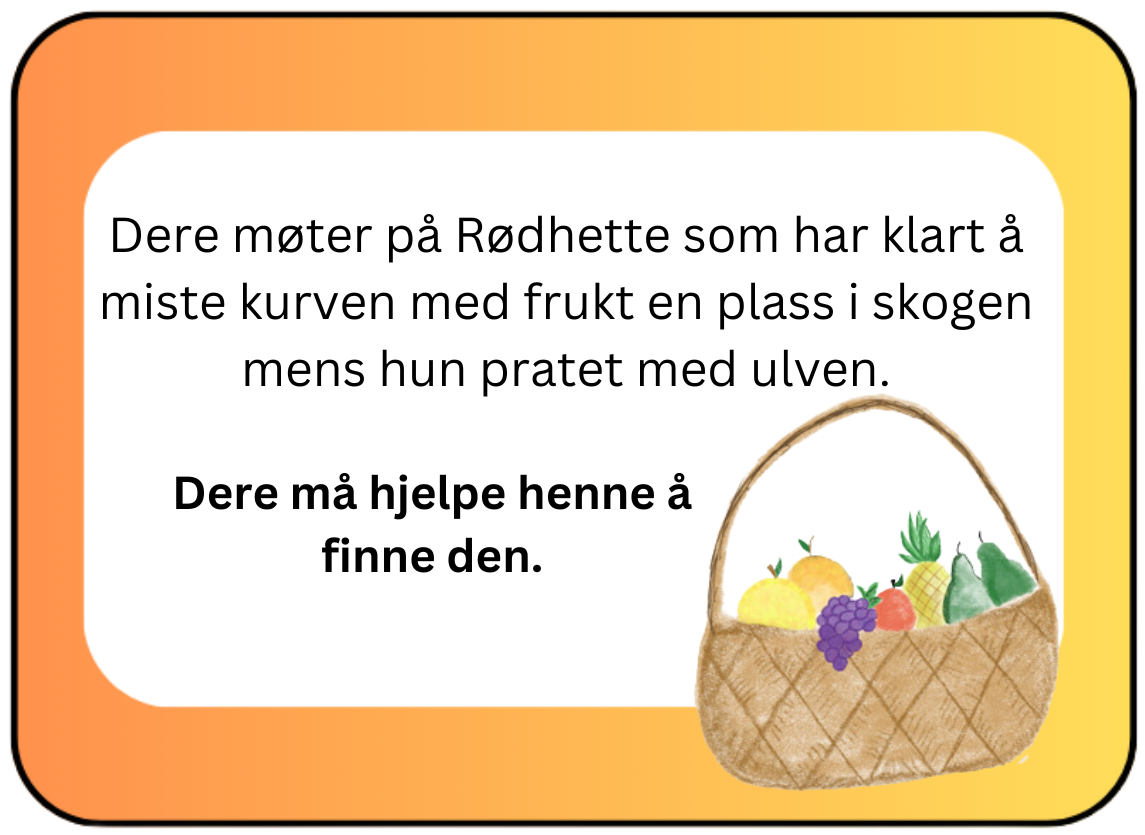 Dere møter på Rødhette som har klart å
miste kurven med frukt en plass i skogen
mens hun pratet med ulven.
Dere må hjelpe henne å
finne den.